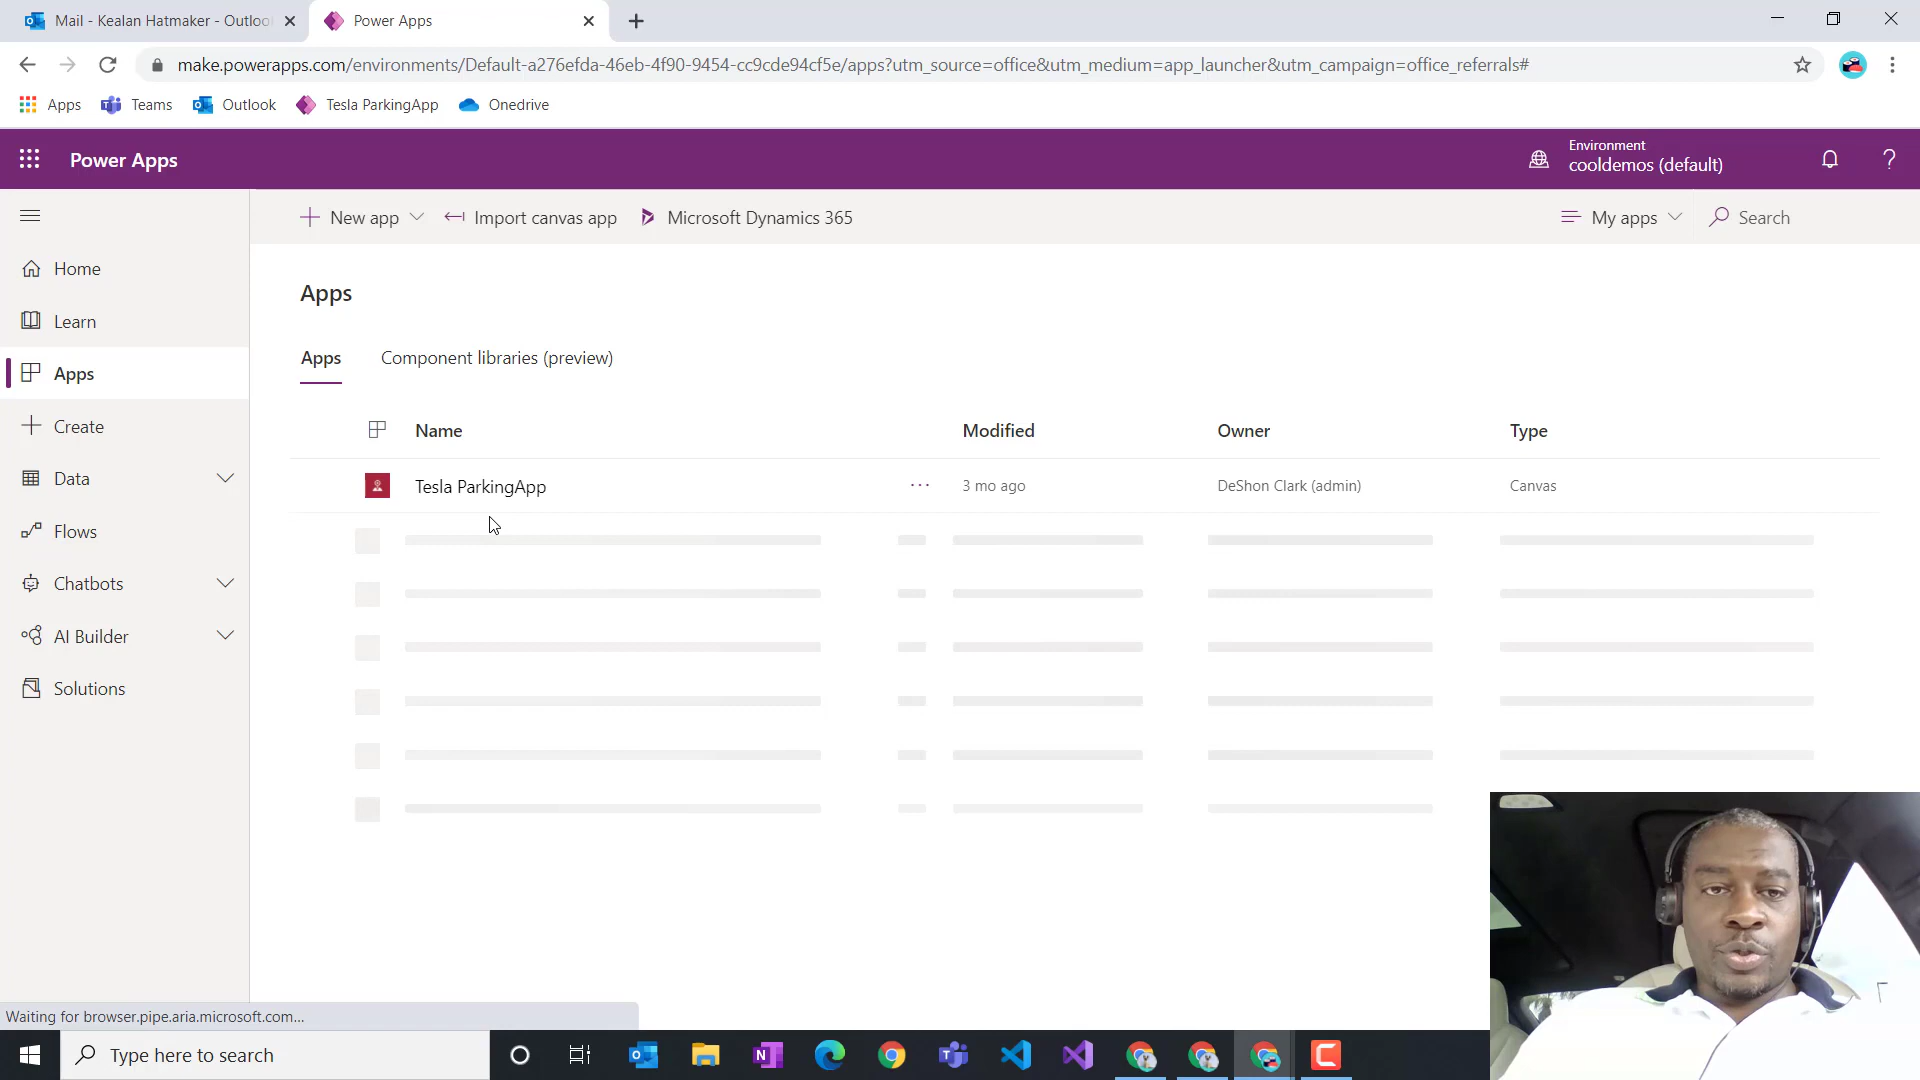 Mail - Kealan Hatmaker - Outloo
Power Apps
make.powerapps.com/environments/Default-a276efda-46eb-4f90-9454-cc9cde94cf5e/apps?utm_source=office&utm_medium=app_launcher&utm_campaign=office_referrals#
Apps Teams Outlook Tesla ParkingApp Onedrive
Power Apps
Environment
cooldemos (default)
?
New app Import canvas app Microsoft Dynamics 365 My apps Search
Home
Learn
Apps
Create
Data
Flows
Chatbots
AI Builder
Solutions
Apps
Apps Component libraries (preview)
Name Modified Owner Type
Tesla ParkingApp ... 3 mo ago DeShon Clark (admin) Canvas
Waiting for browser.pipe.aria.microsoft.com...
Type here to search